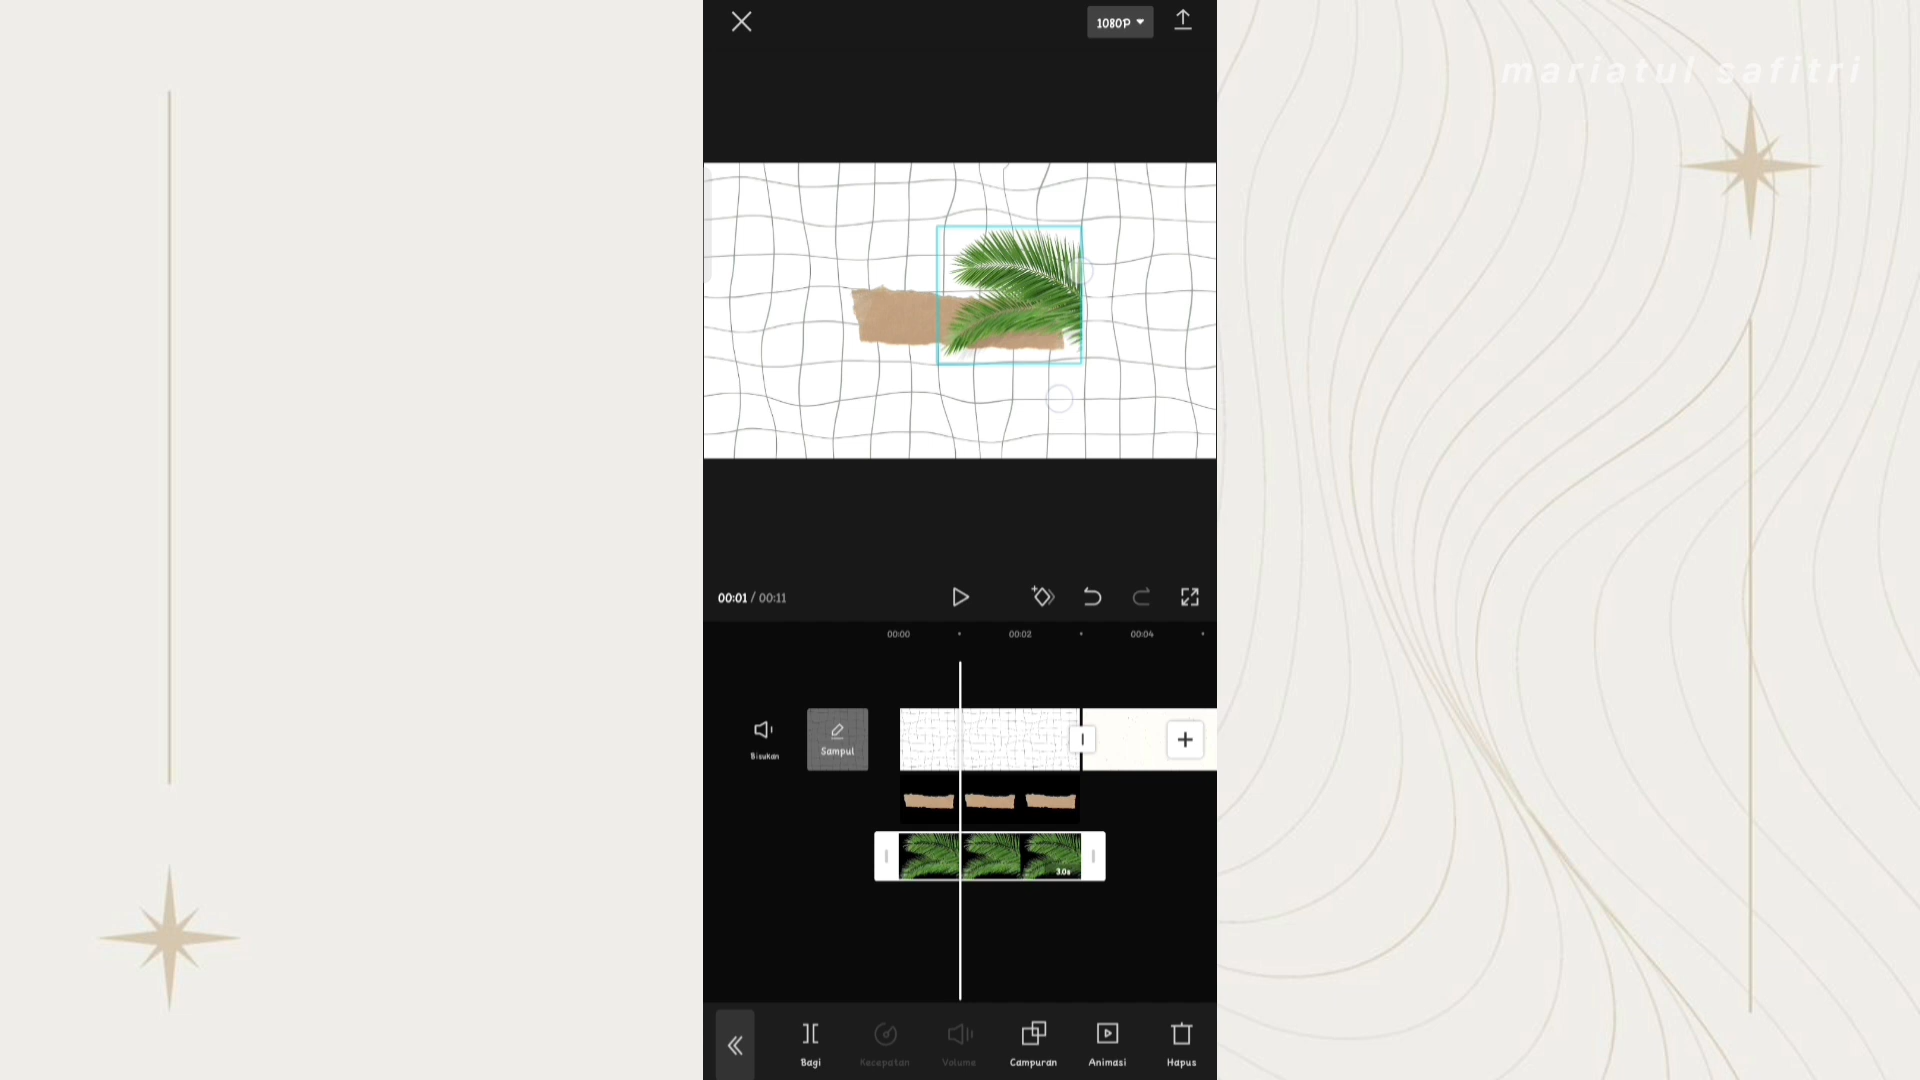 1080P
mariatul safitri
00:01 / 00:11
00:00
00:02
00:04
Bisukan
Sampul
3.0s
Bagi
Kecepatan
Volume
Campuran
Animasi
Hapus